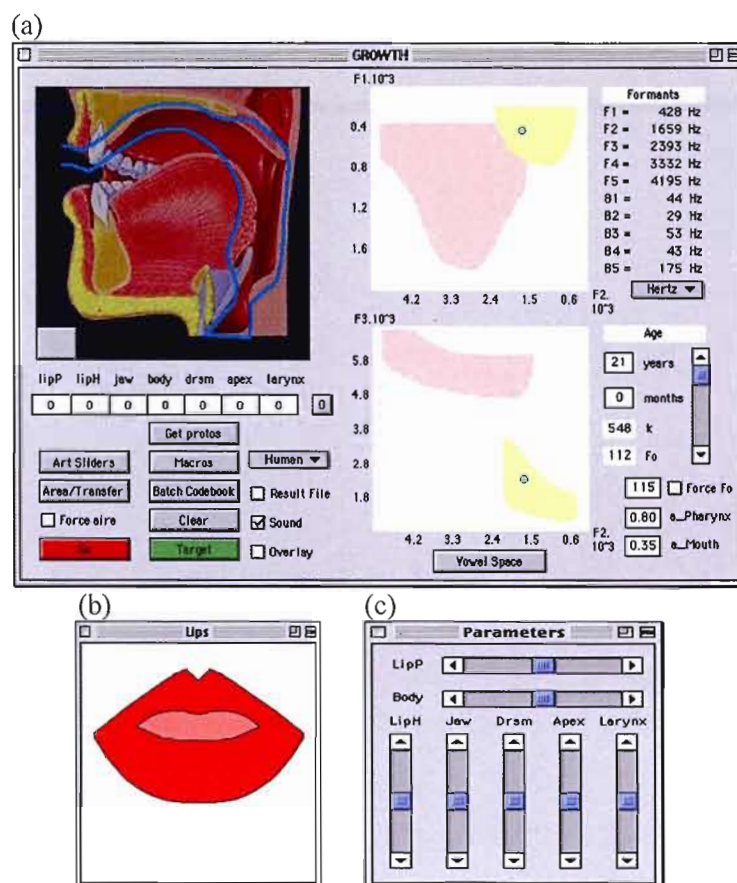 (a)
GROWTH
F1.10^3
0.4
0.8
1.2
1.6
4.2 3.3 2.4 1.5 0.6
F2.
10^3
Formants
F1 = 428 Hz
F2 = 1659 Hz
F3 = 2393 Hz
F4 = 3332 Hz
F5 = 4195 Hz
B1 = 44 Hz
B2 = 29 Hz
B3 = 53 Hz
B4 = 43 Hz
B5 = 175 Hz
Hertz
F3.10^3
5.8
4.8
3.8
2.8
1.8
4.2 3.3 2.4 1.5 0.6
F2.
10^3
Vowel Space
Age
21 years
0 months
548 k
112 Fo
115 Force Fo
0.80 a_Pharynx
0.35 a_Mouth
lipP lipH jaw body drsm apex larynx
0 0 0 0 0 0 0 0
Get protos
Art Sliders Macros Human
Area/Transfer Batch Codebook Result File
Force aire Clear Sound
Target Overlay
(b)
Lips
(c)
Parameters
LipP
Body
LipH Jaw Drsm Apex Larynx